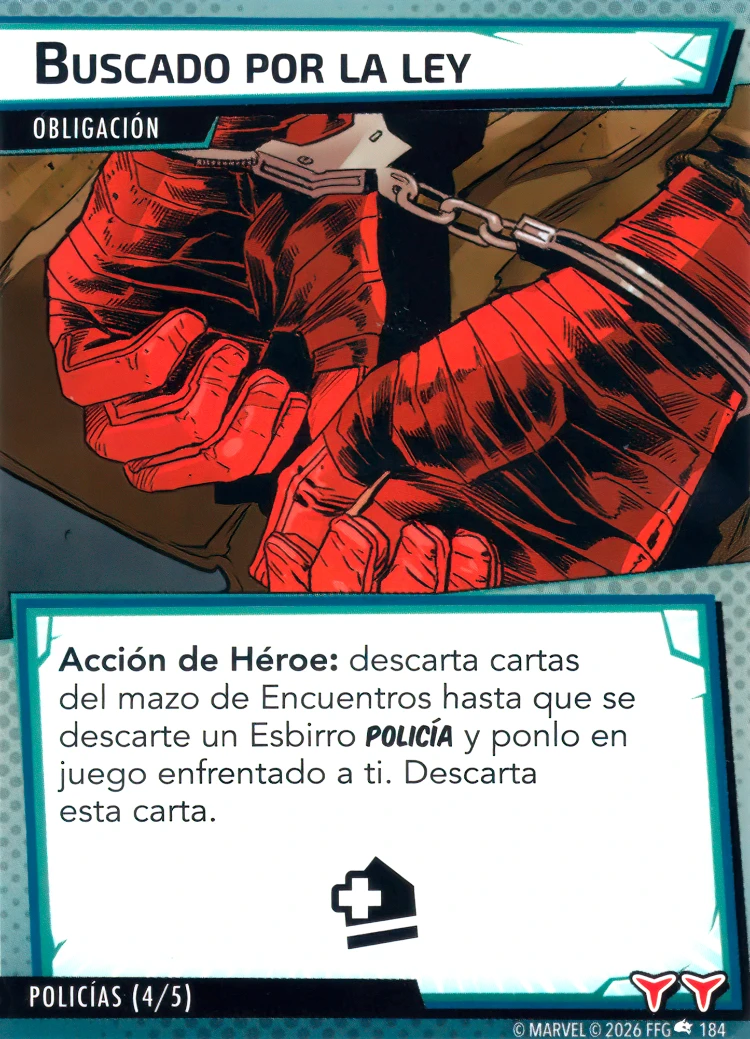 BUSCADO POR LA LEY
OBLIGACIÓN
Acción de Héroe: descarta cartas
del mazo de Encuentros hasta que se
descarte un Esbirro POLICÍA y ponlo en
juego enfrentado a ti. Descarta
esta carta.
POLICÍAS (4/5)
© MARVEL © 2026 FFG 184